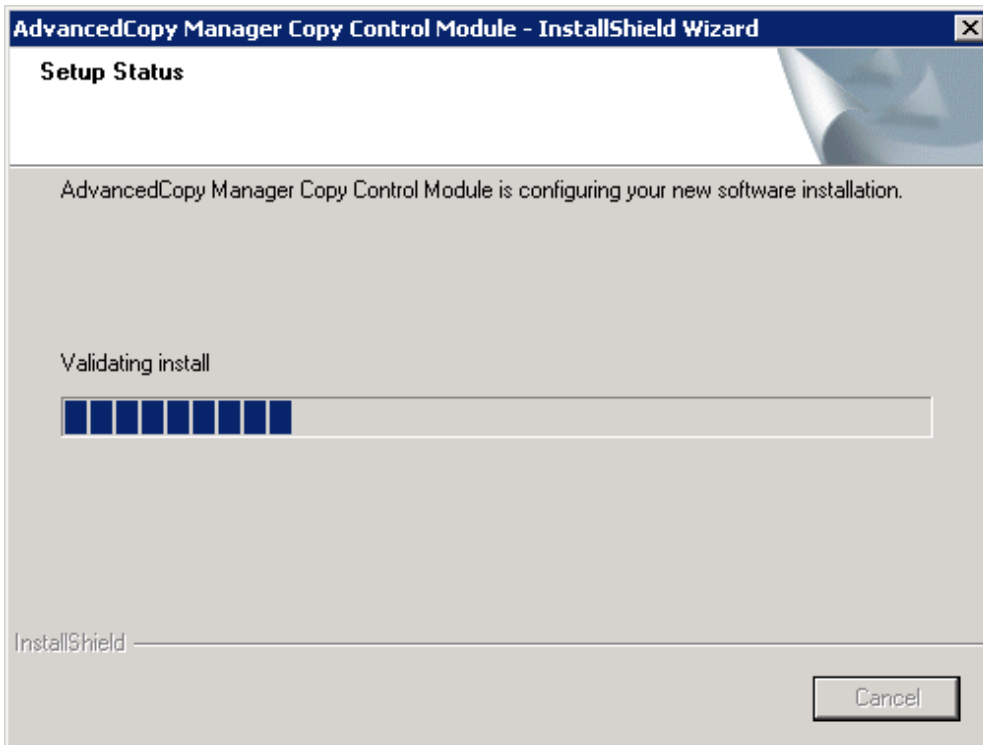 AdvancedCopy Manager Copy Control Module - InstallShield Wizard
Setup Status
AdvancedCopy Manager Copy Control Module is configuring your new software installation.
Validating install
InstallShield
Cancel